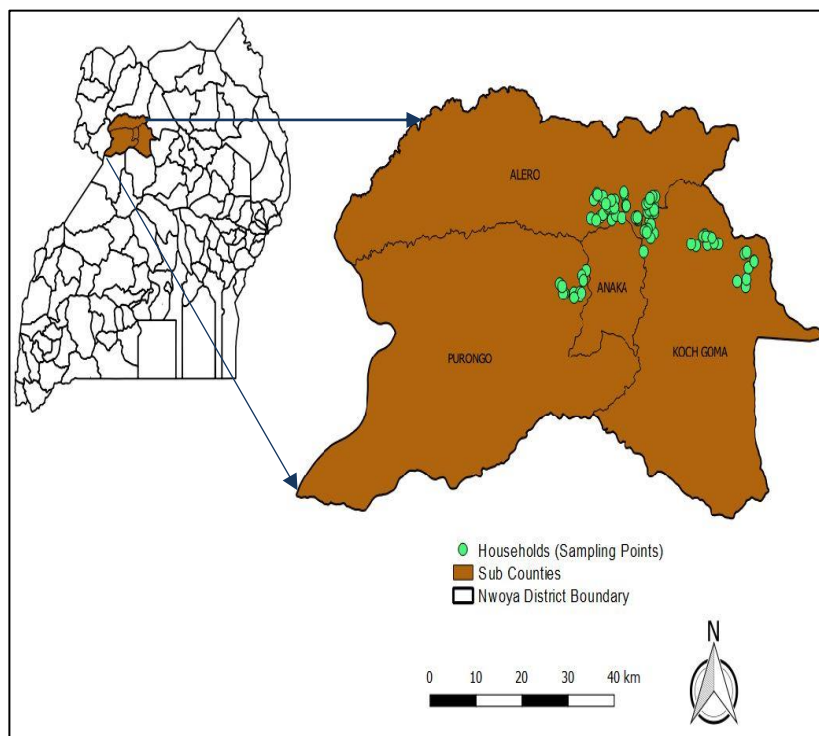 ALERO
ANAKA
PURONGO
KOCH GOMA
Households (Sampling Points)
Sub Counties
Nwoya District Boundary
N
0 10 20 30 40 km